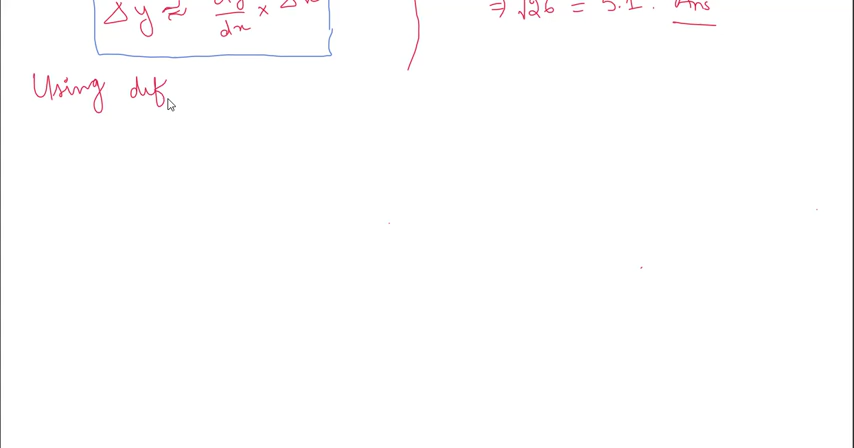 Δy ≈ dy/dx × Δx
⇒ √26 = 5.1. Ans
Using dif